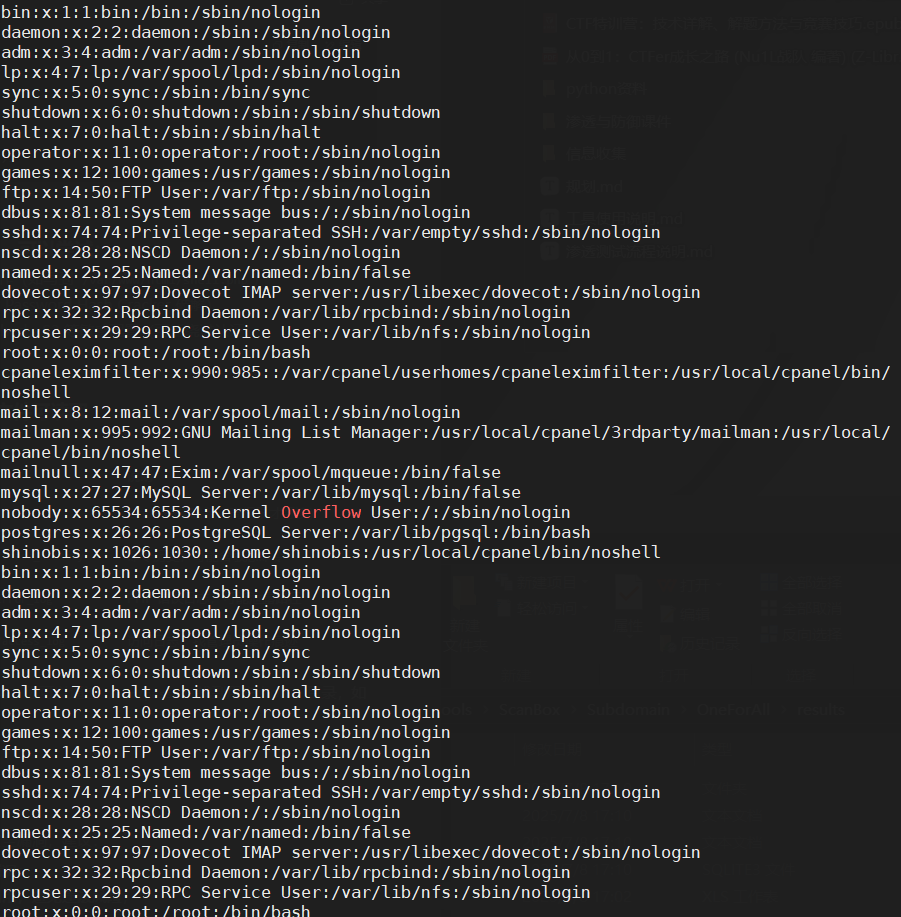 bin:x:1:1:bin:/bin:/sbin/nologin
daemon:x:2:2:daemon:/sbin:/sbin/nologin
adm:x:3:4:adm:/var/adm:/sbin/nologin
lp:x:4:7:lp:/var/spool/lpd:/sbin/nologin
sync:x:5:0:sync:/sbin:/bin/sync
shutdown:x:6:0:shutdown:/sbin:/sbin/shutdown
halt:x:7:0:halt:/sbin:/sbin/halt
operator:x:11:0:operator:/root:/sbin/nologin
games:x:12:100:games:/usr/games:/sbin/nologin
ftp:x:14:50:FTP User:/var/ftp:/sbin/nologin
dbus:x:81:81:System message bus:/:/sbin/nologin
sshd:x:74:74:Privilege-separated SSH:/var/empty/sshd:/sbin/nologin
nscd:x:28:28:NSCD Daemon:/:/sbin/nologin
named:x:25:25:Named:/var/named:/bin/false
dovecot:x:97:97:Dovecot IMAP server:/usr/libexec/dovecot:/sbin/nologin
rpc:x:32:32:Rpcbind Daemon:/var/lib/rpcbind:/sbin/nologin
rpcuser:x:29:29:RPC Service User:/var/lib/nfs:/sbin/nologin
root:x:0:0:root:/root:/bin/bash
cpaneleximfilter:x:990:985::/var/cpanel/userhomes/cpaneleximfilter:/usr/local/cpanel/bin/
noshell
mail:x:8:12:mail:/var/spool/mail:/sbin/nologin
mailman:x:995:992:GNU Mailing List Manager:/usr/local/cpanel/3rdparty/mailman:/usr/local/
cpanel/bin/noshell
mailnull:x:47:47:Exim:/var/spool/mqueue:/bin/false
mysql:x:27:27:MySQL Server:/var/lib/mysql:/bin/false
nobody:x:65534:65534:Kernel Overflow User:/:/sbin/nologin
postgres:x:26:26:PostgreSQL Server:/var/lib/pgsql:/bin/bash
shinobis:x:1026:1030::/home/shinobis:/usr/local/cpanel/bin/noshell
bin:x:1:1:bin:/bin:/sbin/nologin
daemon:x:2:2:daemon:/sbin:/sbin/nologin
adm:x:3:4:adm:/var/adm:/sbin/nologin
lp:x:4:7:lp:/var/spool/lpd:/sbin/nologin
sync:x:5:0:sync:/sbin:/bin/sync
shutdown:x:6:0:shutdown:/sbin:/sbin/shutdown
halt:x:7:0:halt:/sbin:/sbin/halt
operator:x:11:0:operator:/root:/sbin/nologin
games:x:12:100:games:/usr/games:/sbin/nologin
ftp:x:14:50:FTP User:/var/ftp:/sbin/nologin
dbus:x:81:81:System message bus:/:/sbin/nologin
sshd:x:74:74:Privilege-separated SSH:/var/empty/sshd:/sbin/nologin
nscd:x:28:28:NSCD Daemon:/:/sbin/nologin
named:x:25:25:Named:/var/named:/bin/false
dovecot:x:97:97:Dovecot IMAP server:/usr/libexec/dovecot:/sbin/nologin
rpc:x:32:32:Rpcbind Daemon:/var/lib/rpcbind:/sbin/nologin
rpcuser:x:29:29:RPC Service User:/var/lib/nfs:/sbin/nologin
root:x:0:0:root:/root:/bin/bash